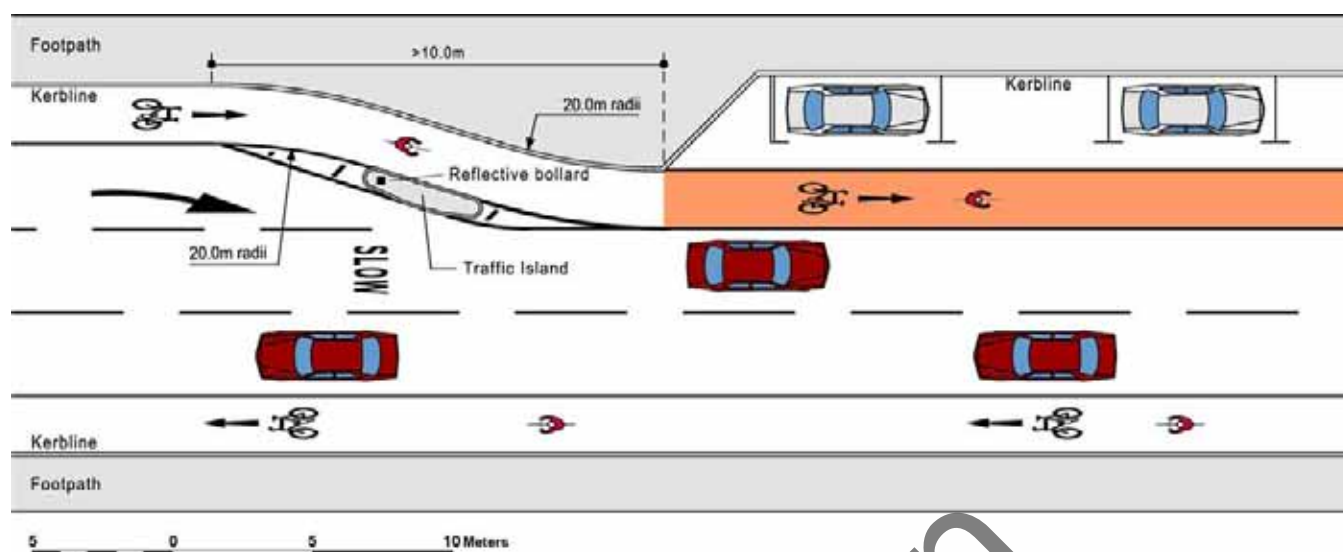 Footpath
>10.0m
Kerbline
20.0m radii
Kerbline
Reflective bollard
20.0m radii
SLOW
Traffic Island
Kerbline
Footpath
5 0 5 10 Meters